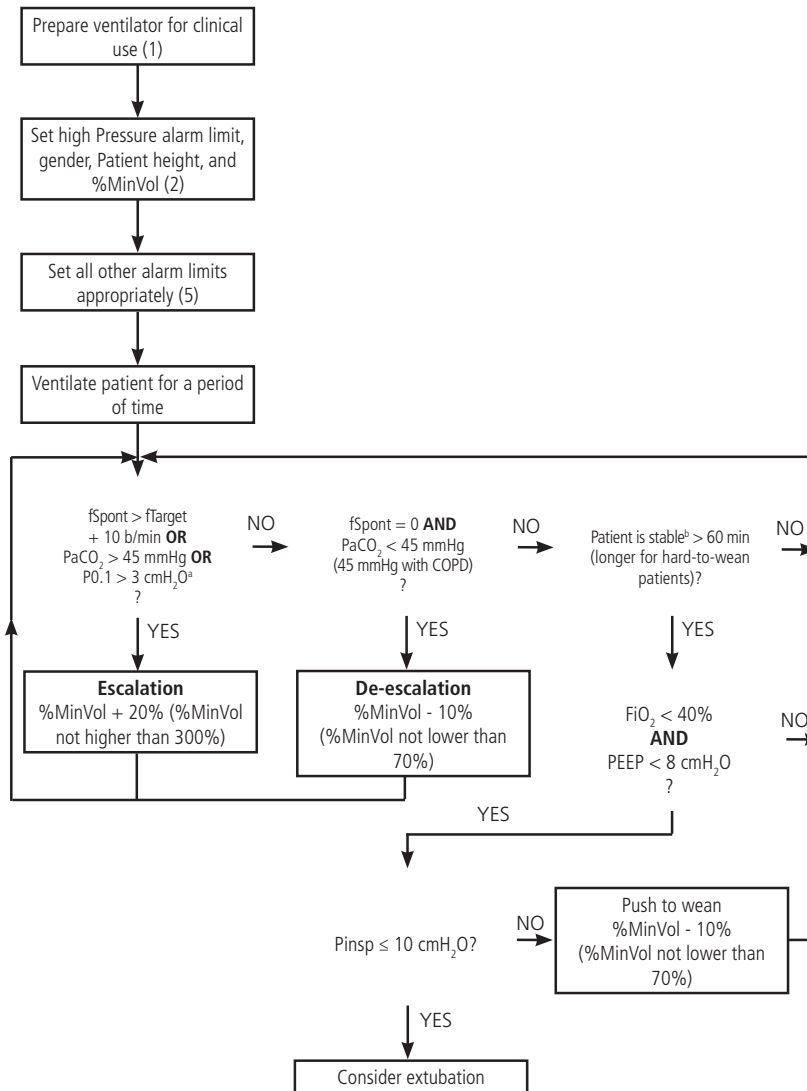 Prepare ventilator for clinical
use (1)
Set high Pressure alarm limit,
gender, Patient height, and
%MinVol (2)
Set all other alarm limits
appropriately (5)
Ventilate patient for a period
of time
fSpont > fTarget
+ 10 b/min OR
PaCO₂ > 45 mmHg OR
P0.1 > 3 cmH₂Oᵃ
?
NO
fSpont = 0 AND
PaCO₂ < 45 mmHg
(45 mmHg with COPD)
?
NO
Patient is stableᵇ > 60 min
(longer for hard-to-wean
patients)?
NO
YES
YES
YES
Escalation
%MinVol + 20% (%MinVol
not higher than 300%)
De-escalation
%MinVol - 10%
(%MinVol not lower than
70%)
FiO₂ < 40%
AND
PEEP < 8 cmH₂O
?
NO
YES
Pinsp ≤ 10 cmH₂O?
NO
Push to wean
%MinVol - 10%
(%MinVol not lower than
70%)
YES
Consider extubation